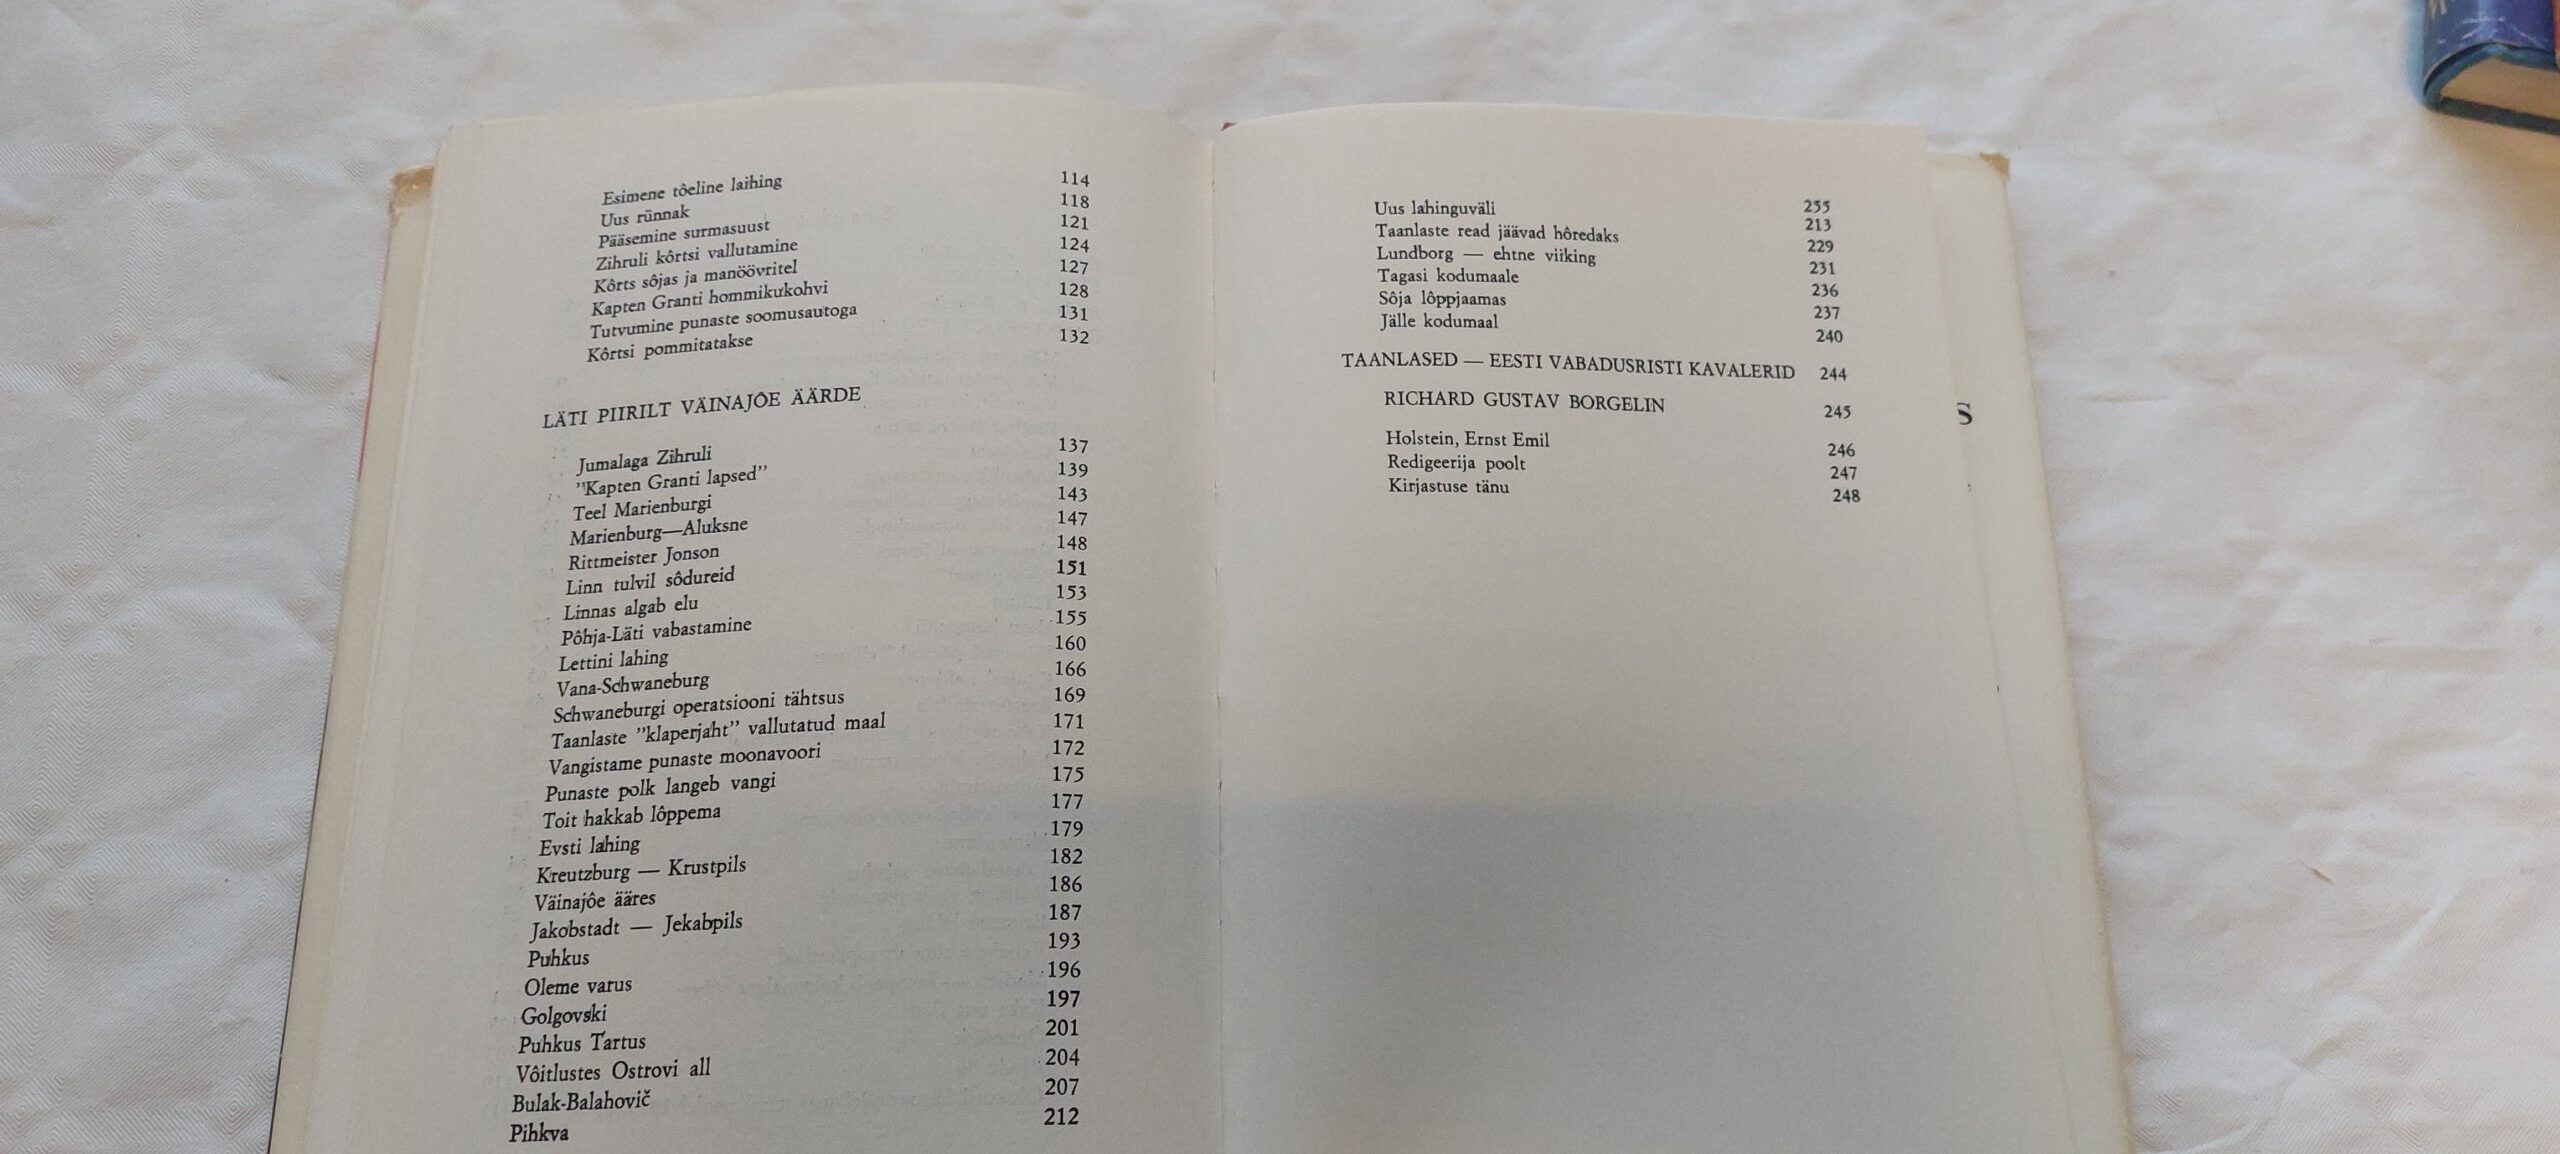 Esimene tôeline laihing 114
Uus rünnak 118
Pääsemine surmasuust 121
Zihruli kôrtsi vallutamine 124
Kôrts sôjas ja manöövritel 127
Kapten Granti hommikukohvi 128
Tutvumine punaste soomusautoga 131
Kôrtsi pommitatakse 132
LÄTI PIIRILT VÄINAJÔE ÄÄRDE
Jumalaga Zihruli 137
"Kapten Granti lapsed" 139
Teel Marienburgi 143
Marienburg—Aluksne 147
Rittmeister Jonson 148
Linn tulvil sôdureid 151
Linnas algab elu 153
Pôhja-Läti vabastamine 155
Lettini lahing 160
Vana-Schwaneburg 166
Schwaneburgi operatsiooni tähtsus 169
Taanlaste "klaperjaht" vallutatud maal 171
Vangistame punaste moonavoori 172
Punaste polk langeb vangi 175
Toit hakkab lôppema 177
Evsti lahing 179
Kreutzburg — Krustpils 182
Väinajôe ääres 186
Jakobstadt — Jekabpils 187
Puhkus 193
Oleme varus 196
Golgovski 197
Puhkus Tartus 201
Vôitlustes Ostrovi all 204
Bulak-Balahovič 207
Pihkva 212
Uus lahinguväli 255
Taanlaste read jäävad hôredaks 213
Lundborg — ehtne viiking 229
Tagasi kodumaale 231
Sôja lôppjaamas 236
Jälle kodumaal 237
240
TAANLASED — EESTI VABADUSRISTI KAVALERID 244
RICHARD GUSTAV BORGELIN 245
Holstein, Ernst Emil 246
Redigeerija poolt 247
Kirjastuse tänu 248
S